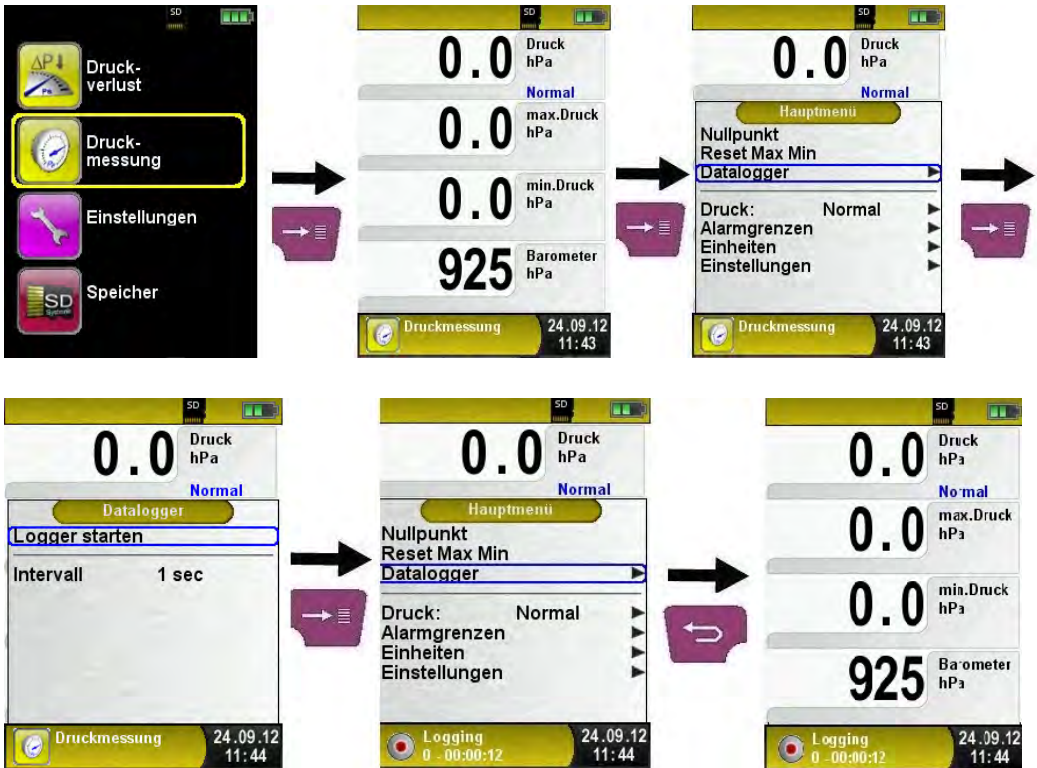 SD
ΔP
Pa
Druck-
verlust
Druck-
messung
Einstellungen
SD
Speicher
SD
0.0 Druck
hPa
Normal
0.0 max.Druck
hPa
0.0 min.Druck
hPa
925 Barometer
hPa
Druckmessung 24.09.12
11:43
SD
0.0 Druck
hPa
Normal
Hauptmenü
Nullpunkt
Reset Max Min
Datalogger
Druck: Normal
Alarmgrenzen
Einheiten
Einstellungen
Druckmessung 24.09.12
11:43
SD
0.0 Druck
hPa
Normal
Datalogger
Logger starten
Intervall 1 sec
Druckmessung 24.09.12
11:44
SD
0.0 Druck
hPa
Normal
Hauptmenü
Nullpunkt
Reset Max Min
Datalogger
Druck: Normal
Alarmgrenzen
Einheiten
Einstellungen
Logging 24.09.12
0 - 00:00:12 11:44
SD
0.0 Druck
hPa
Normal
0.0 max.Druck
hPa
0.0 min.Druck
hPa
925 Barometer
hPa
Logging 24.09.12
0 - 00:00:12 11:44